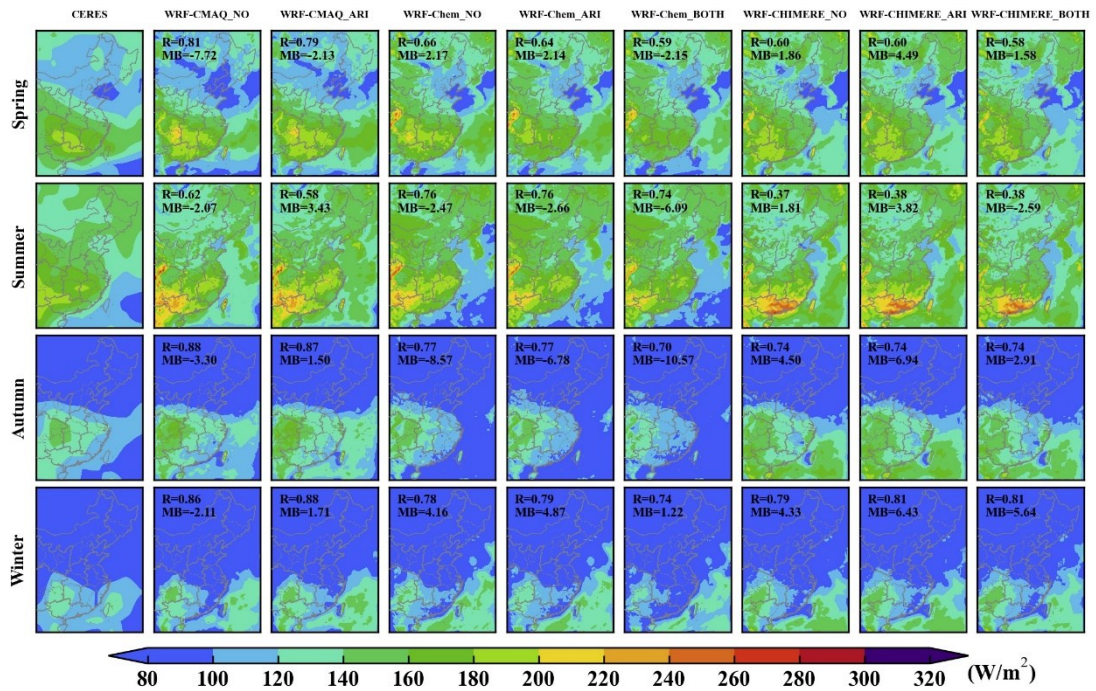 CERES WRF-CMAQ_NO WRF-CMAQ_ARI WRF-Chem_NO WRF-Chem_ARI WRF-Chem_BOTH WRF-CHIMERE_NO WRF-CHIMERE_ARI WRF-CHIMERE_BOTH
Spring
R=0.81 R=0.79 R=0.66 R=0.64 R=0.59 R=0.60 R=0.60 R=0.58
MB=-7.72 MB=-2.13 MB=2.17 MB=2.14 MB=-2.15 MB=1.86 MB=4.49 MB=1.58
Summer
R=0.62 R=0.58 R=0.76 R=0.76 R=0.74 R=0.37 R=0.38 R=0.38
MB=-2.07 MB=3.43 MB=-2.47 MB=-2.66 MB=-6.09 MB=1.81 MB=3.82 MB=-2.59
Autumn
R=0.88 R=0.87 R=0.77 R=0.77 R=0.70 R=0.74 R=0.74 R=0.74
MB=-3.30 MB=1.50 MB=-8.57 MB=-6.78 MB=-10.57 MB=4.50 MB=6.94 MB=2.91
Winter
R=0.86 R=0.88 R=0.78 R=0.79 R=0.74 R=0.79 R=0.81 R=0.81
MB=-2.11 MB=1.71 MB=4.16 MB=4.87 MB=1.22 MB=4.33 MB=6.43 MB=5.64
80 100 120 140 160 180 200 220 240 260 280 300 320 (W/m²)